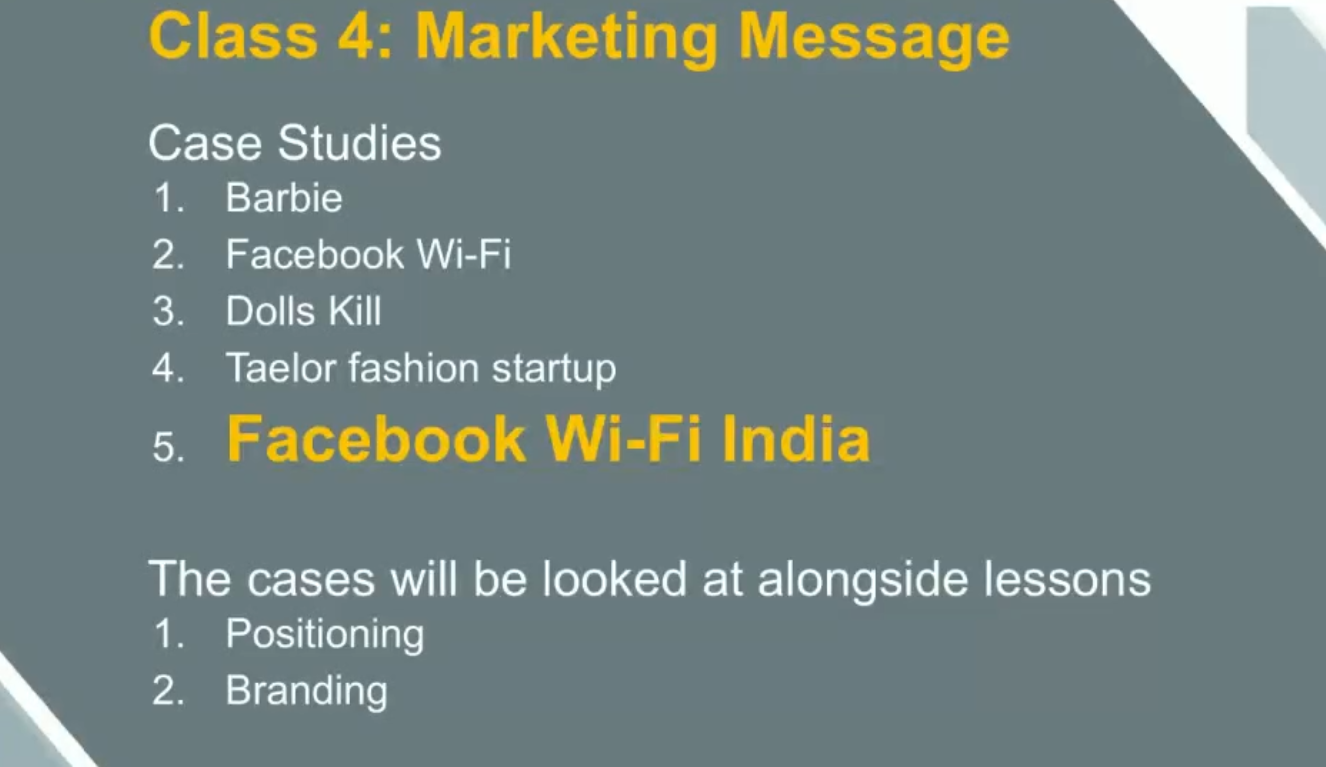 Class 4: Marketing Message
Case Studies
1. Barbie
2. Facebook Wi-Fi
3. Dolls Kill
4. Taelor fashion startup
5. Facebook Wi-Fi India
The cases will be looked at alongside lessons
1. Positioning
2. Branding